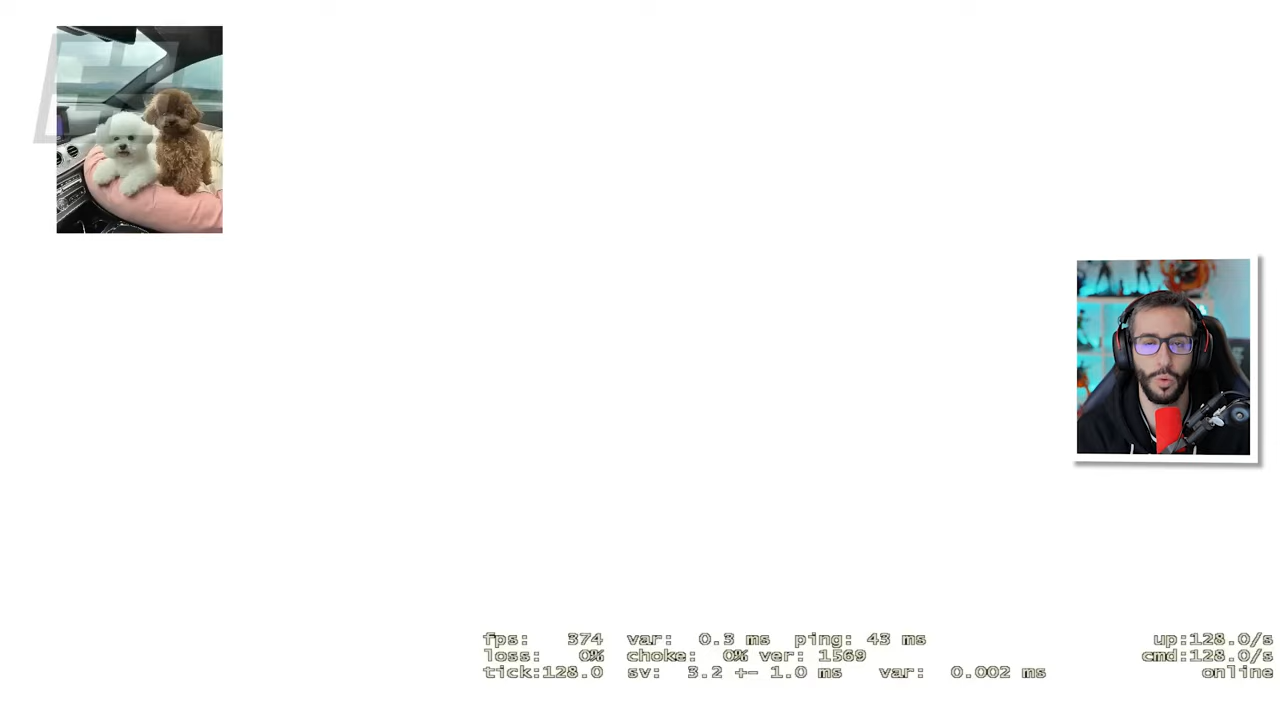 fps: 374 var: 0.3 ms ping: 43 ms up:128.0/s
loss: 0% choke: 0% ver: 1569 cmd:128.0/s
tick:128.0 sv: 3.2 +- 1.0 ms var: 0.002 ms online